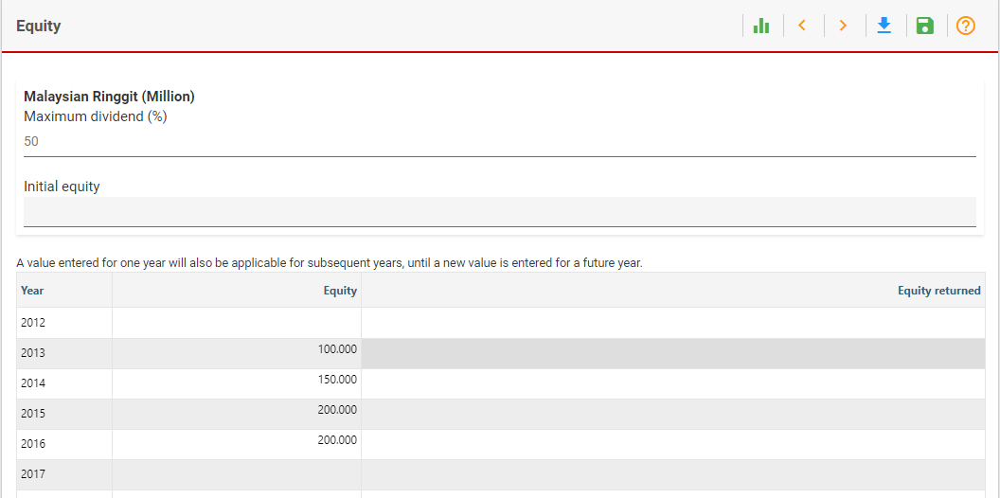 Equity
Malaysian Ringgit (Million)
Maximum dividend (%)
50
Initial equity
A value entered for one year will also be applicable for subsequent years, until a new value is entered for a future year.
Year Equity Equity returned
2012
2013 100.000
2014 150.000
2015 200.000
2016 200.000
2017